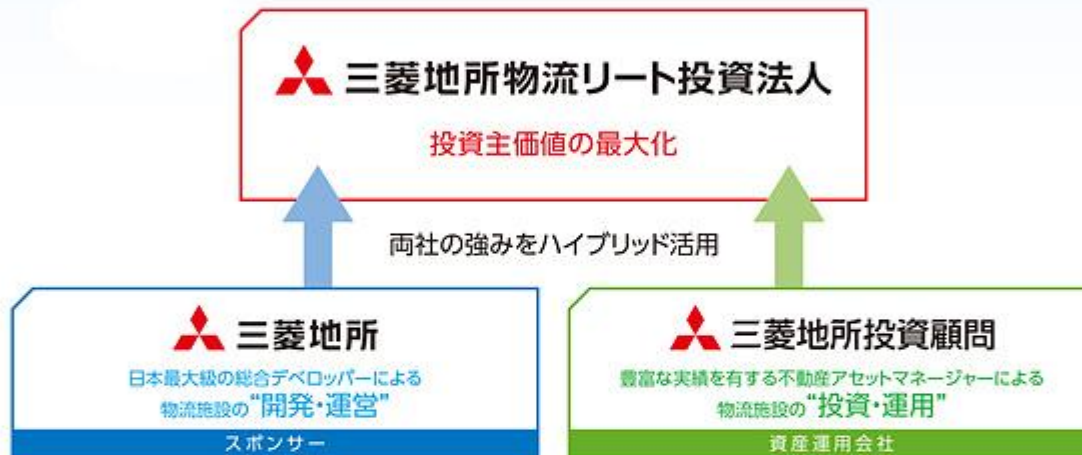 三菱地所物流リート投資法人
投資主価値の最大化
両社の強みをハイブリッド活用
三菱地所
日本最大級の総合デベロッパーによる
物流施設の“開発・運営”
スポンサー
三菱地所投資顧問
豊富な実績を有する不動産アセットマネージャーによる
物流施設の“投資・運用”
資産運用会社